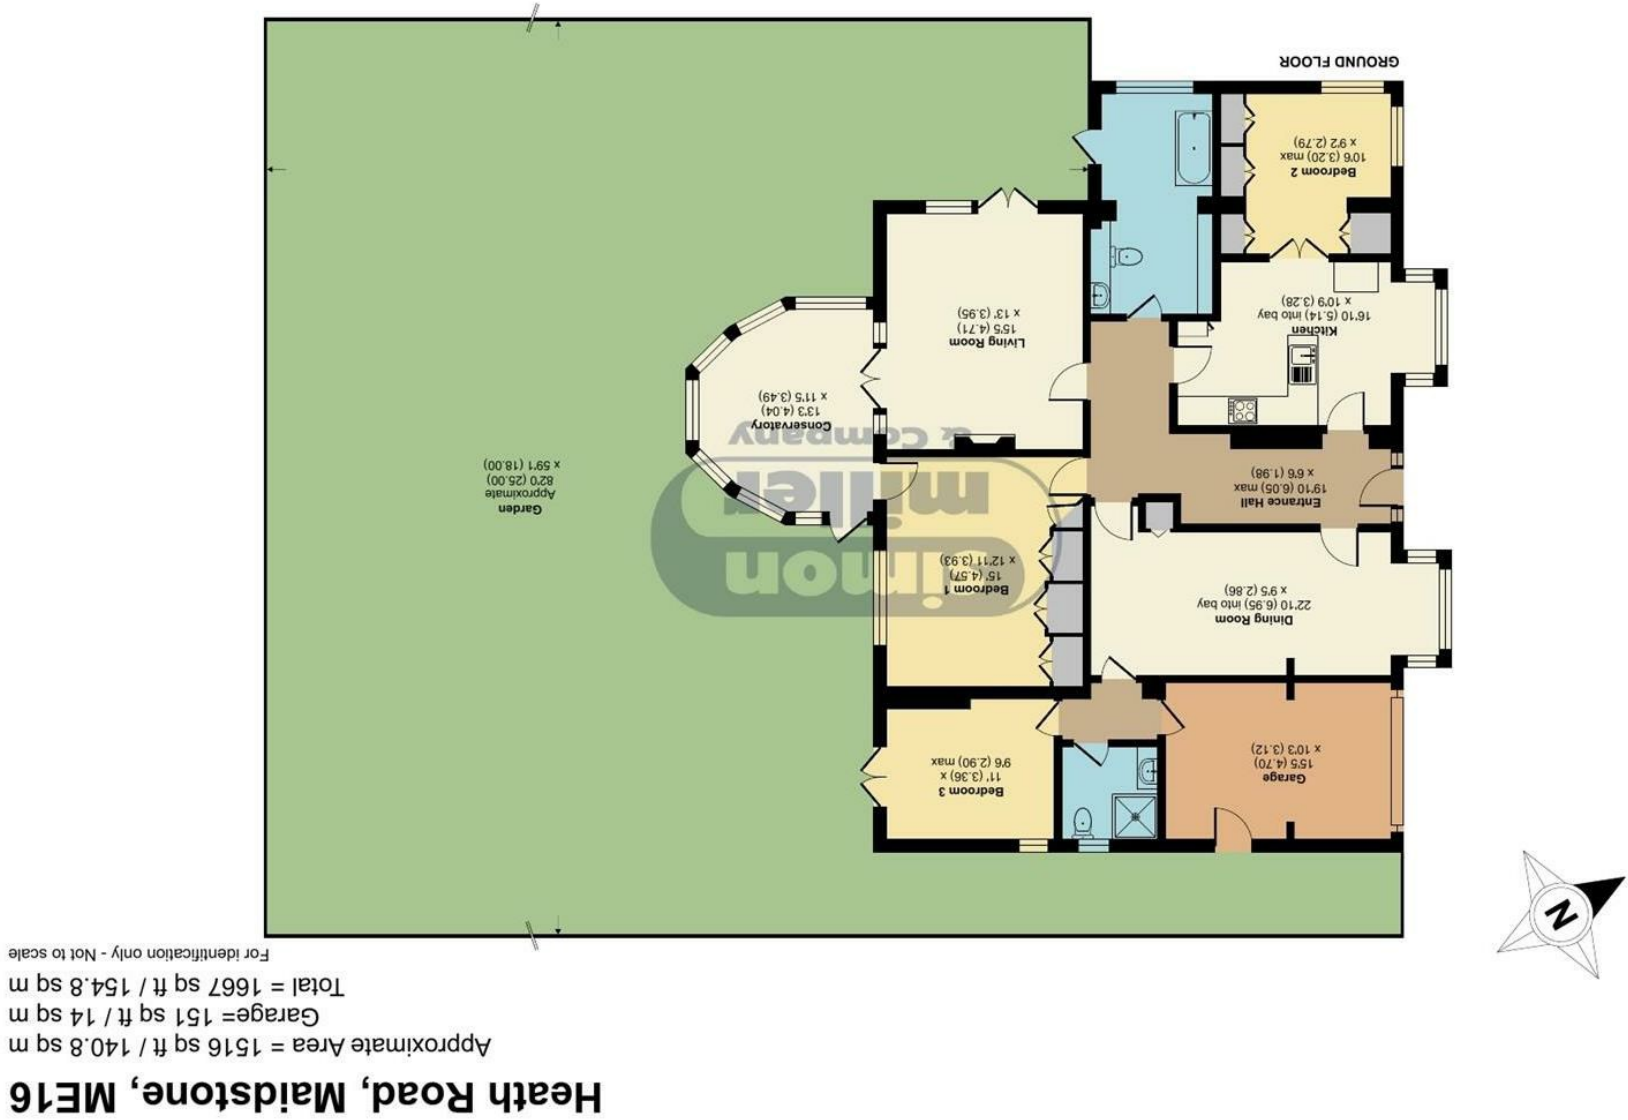 Heath Road, Maidstone, ME16
Approximate Area = 1516 sq ft / 140.8 sq m
Garage= 151 sq ft / 14 sq m
Total = 1667 sq ft / 154.8 sq m
For identification only - Not to scale
N
Garage
15'5 (4.70)
x 10'3 (3.12)
Bedroom 3
11' (3.36) x
9'6 (2.90) max
Dining Room
22'10 (6.95) into bay
x 9'5 (2.86)
Bedroom 1
15' (4.57)
x 12'11 (3.93)
Entrance Hall
19'10 (6.05) max
x 6'6 (1.98)
Garden
Approximate
82'0 (25.00)
x 59'1 (18.00)
simon
miller
& Company
Conservatory
13'3 (4.04)
x 11'5 (3.49)
Living Room
15'5 (4.71)
x 13' (3.95)
Kitchen
16'10 (5.14) into bay
x 10'9 (3.28)
Bedroom 2
10'6 (3.20) max
x 9'2 (2.79)
GROUND FLOOR